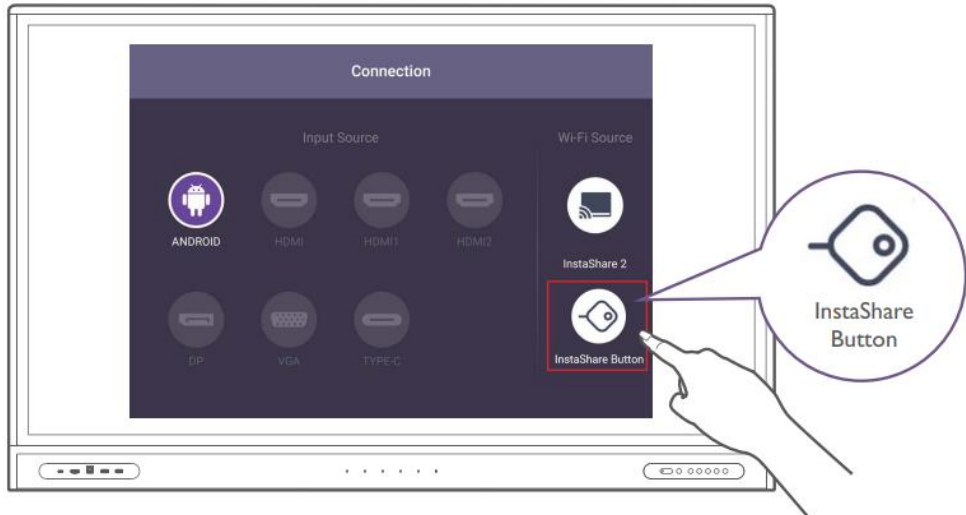 Connection
Input Source
Wi-Fi Source
ANDROID
HDMI
HDMI1
HDMI2
InstaShare 2
DP
VGA
TYPE-C
InstaShare Button
InstaShare
Button